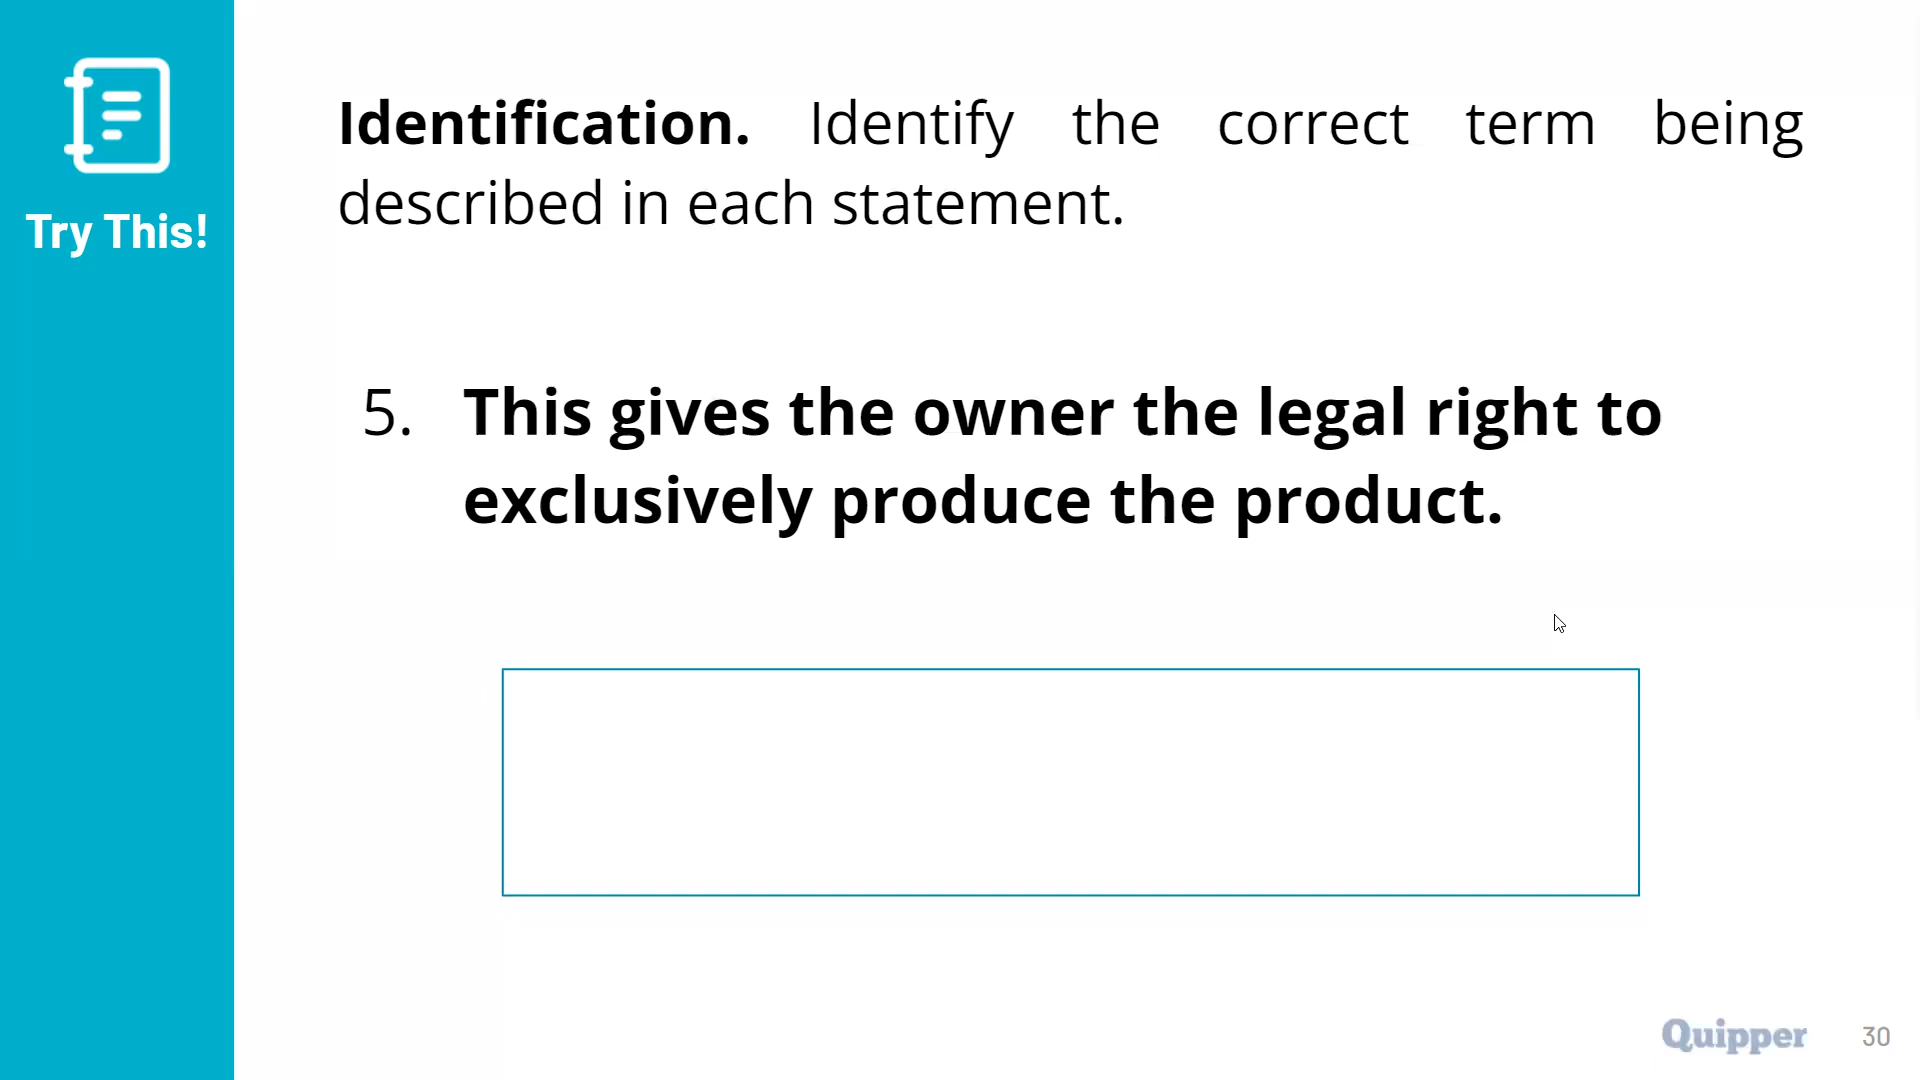 Try This!
Identification. Identify the correct term being
described in each statement.
5. This gives the owner the legal right to
exclusively produce the product.
Quipper 30